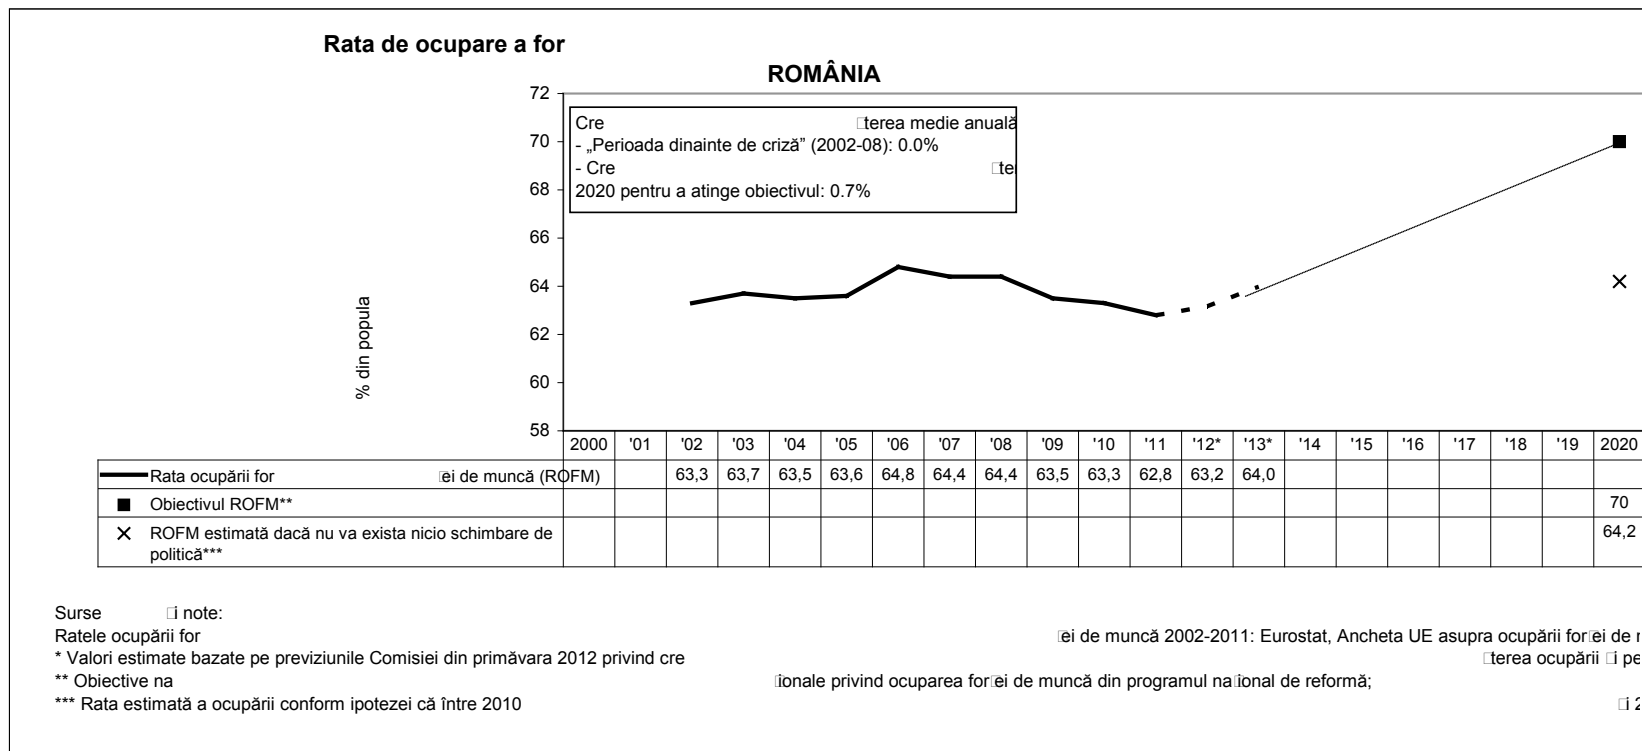 Rata de ocupare a for
ROMÂNIA
72
70
68
66
64
62
60
58
% din popula
Cre terea medie anuală
- „Perioada dinainte de criză” (2002-08): 0.0%
- Cre te
2020 pentru a atinge obiectivul: 0.7%
2000 '01 '02 '03 '04 '05 '06 '07 '08 '09 '10 '11 '12* '13* '14 '15 '16 '17 '18 '19 2020
Rata ocupării for ei de muncă (ROFM) 63,3 63,7 63,5 63,6 64,8 64,4 64,4 63,5 63,3 62,8 63,2 64,0
Obiectivul ROFM** 70
ROFM estimată dacă nu va exista nicio schimbare de
politică*** 64,2
Surse i note:
Ratele ocupării for ei de muncă 2002-2011: Eurostat, Ancheta UE asupra ocupării for ei de
* Valori estimate bazate pe previziunile Comisiei din primăvara 2012 privind cre terea ocupării i pe
** Obiective na ionale privind ocuparea for ei de muncă din programul na ional de reformă;
*** Rata estimată a ocupării conform ipotezei că între 2010 i 2